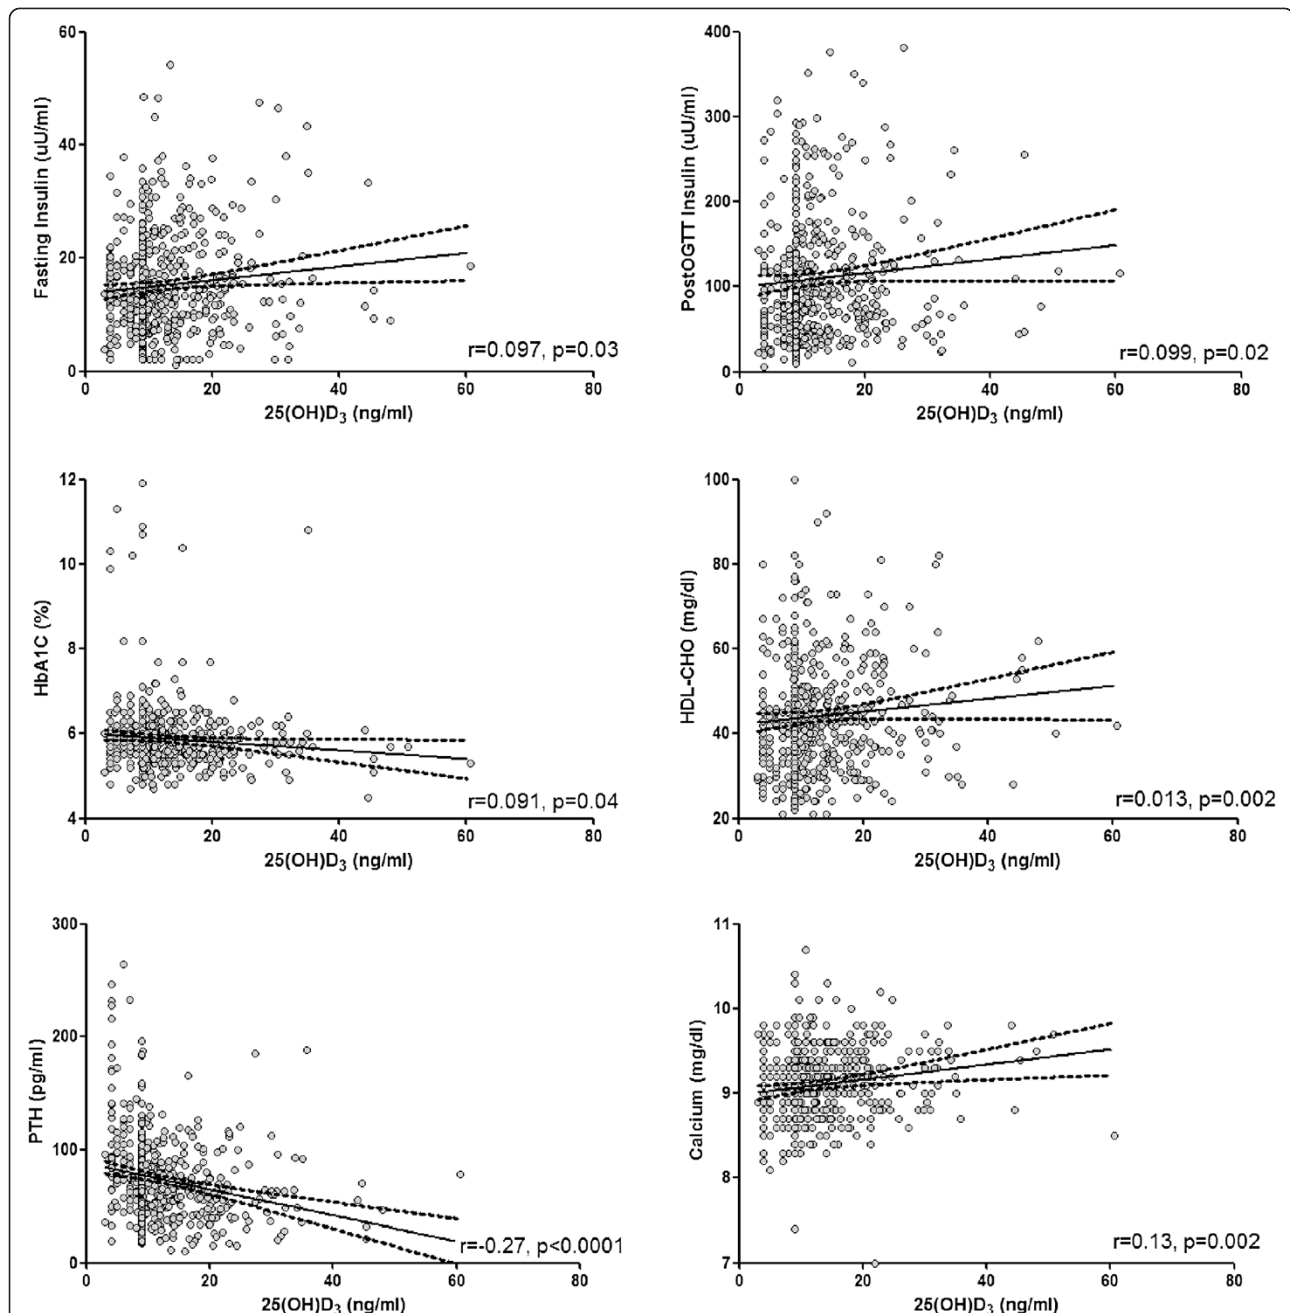 60
40
20
0
Fasting Insulin (uU/ml)
r=0.097, p=0.03
0 20 40 60 80
25(OH)D3 (ng/ml)
400
300
200
100
0
PostOGTT Insulin (uU/ml)
r=0.099, p=0.02
0 20 40 60 80
25(OH)D3 (ng/ml)
12
10
8
6
4
HbA1C (%)
r=0.091, p=0.04
0 20 40 60 80
25(OH)D3 (ng/ml)
100
80
60
40
20
HDL-CHO (mg/dl)
r=0.013, p=0.002
0 20 40 60 80
25(OH)D3 (ng/ml)
300
200
100
0
PTH (pg/ml)
r=-0.27, p<0.0001
0 20 40 60 80
25(OH)D3 (ng/ml)
11
10
9
8
7
Calcium (mg/dl)
r=0.13, p=0.002
0 20 40 60 80
25(OH)D3 (ng/ml)